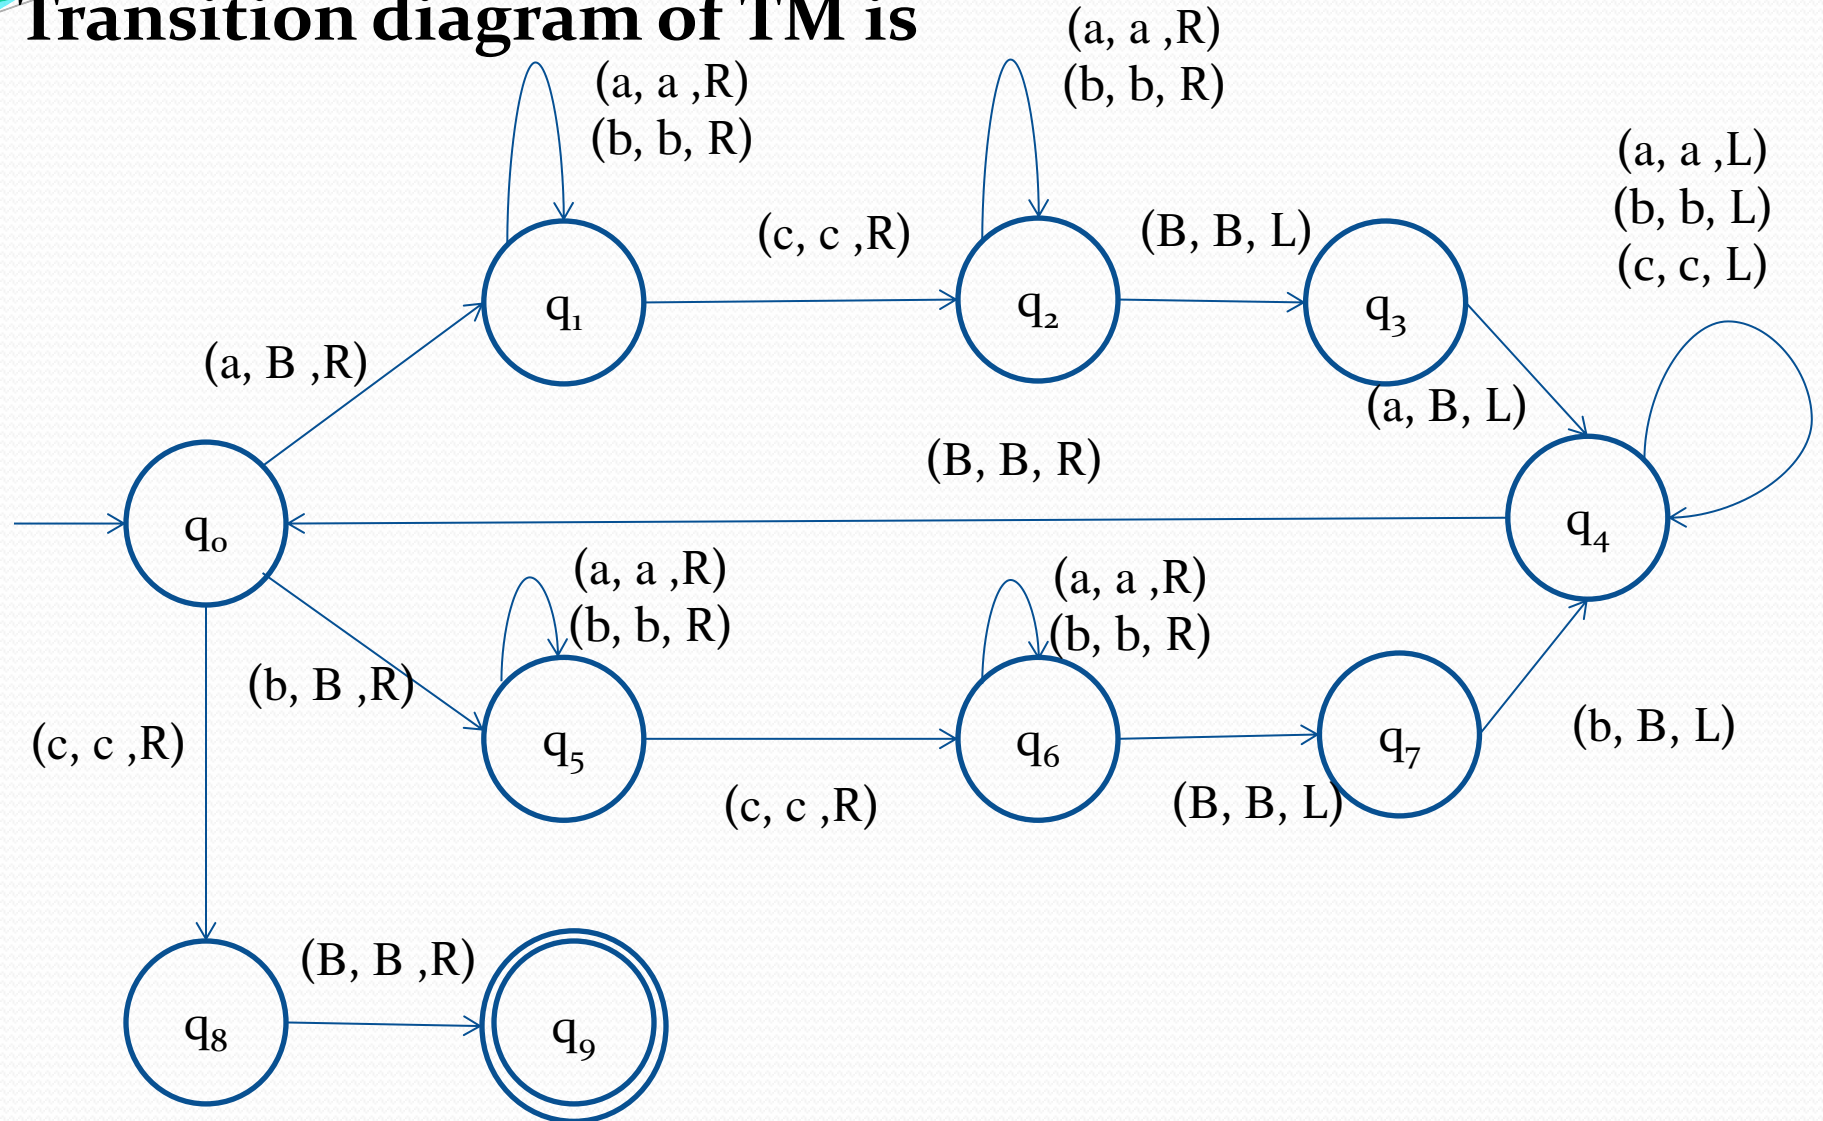 Transition diagram of TM is
(a, a ,R)
(b, b, R)
(a, a ,R)
(b, b, R)
(a, a ,L)
(b, b, L)
(c, c, L)
(c, c ,R)
(B, B, L)
q1
q2
q3
(a, B ,R)
(a, B, L)
(B, B, R)
q0
q4
(a, a ,R)
(b, b, R)
(a, a ,R)
(b, b, R)
(b, B ,R)
(c, c ,R)
q5
q6
q7
(b, B, L)
(c, c ,R)
(B, B, L)
(B, B ,R)
q8
q9